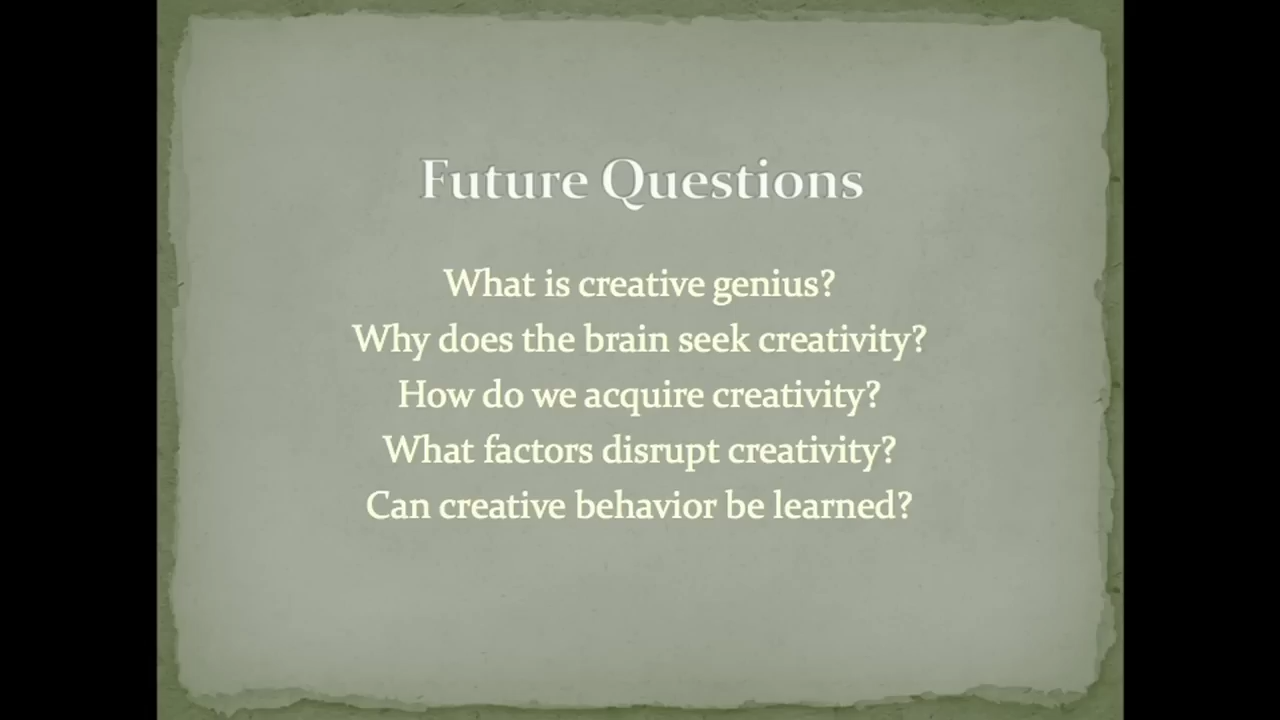 Future Questions
What is creative genius?
Why does the brain seek creativity?
How do we acquire creativity?
What factors disrupt creativity?
Can creative behavior be learned?